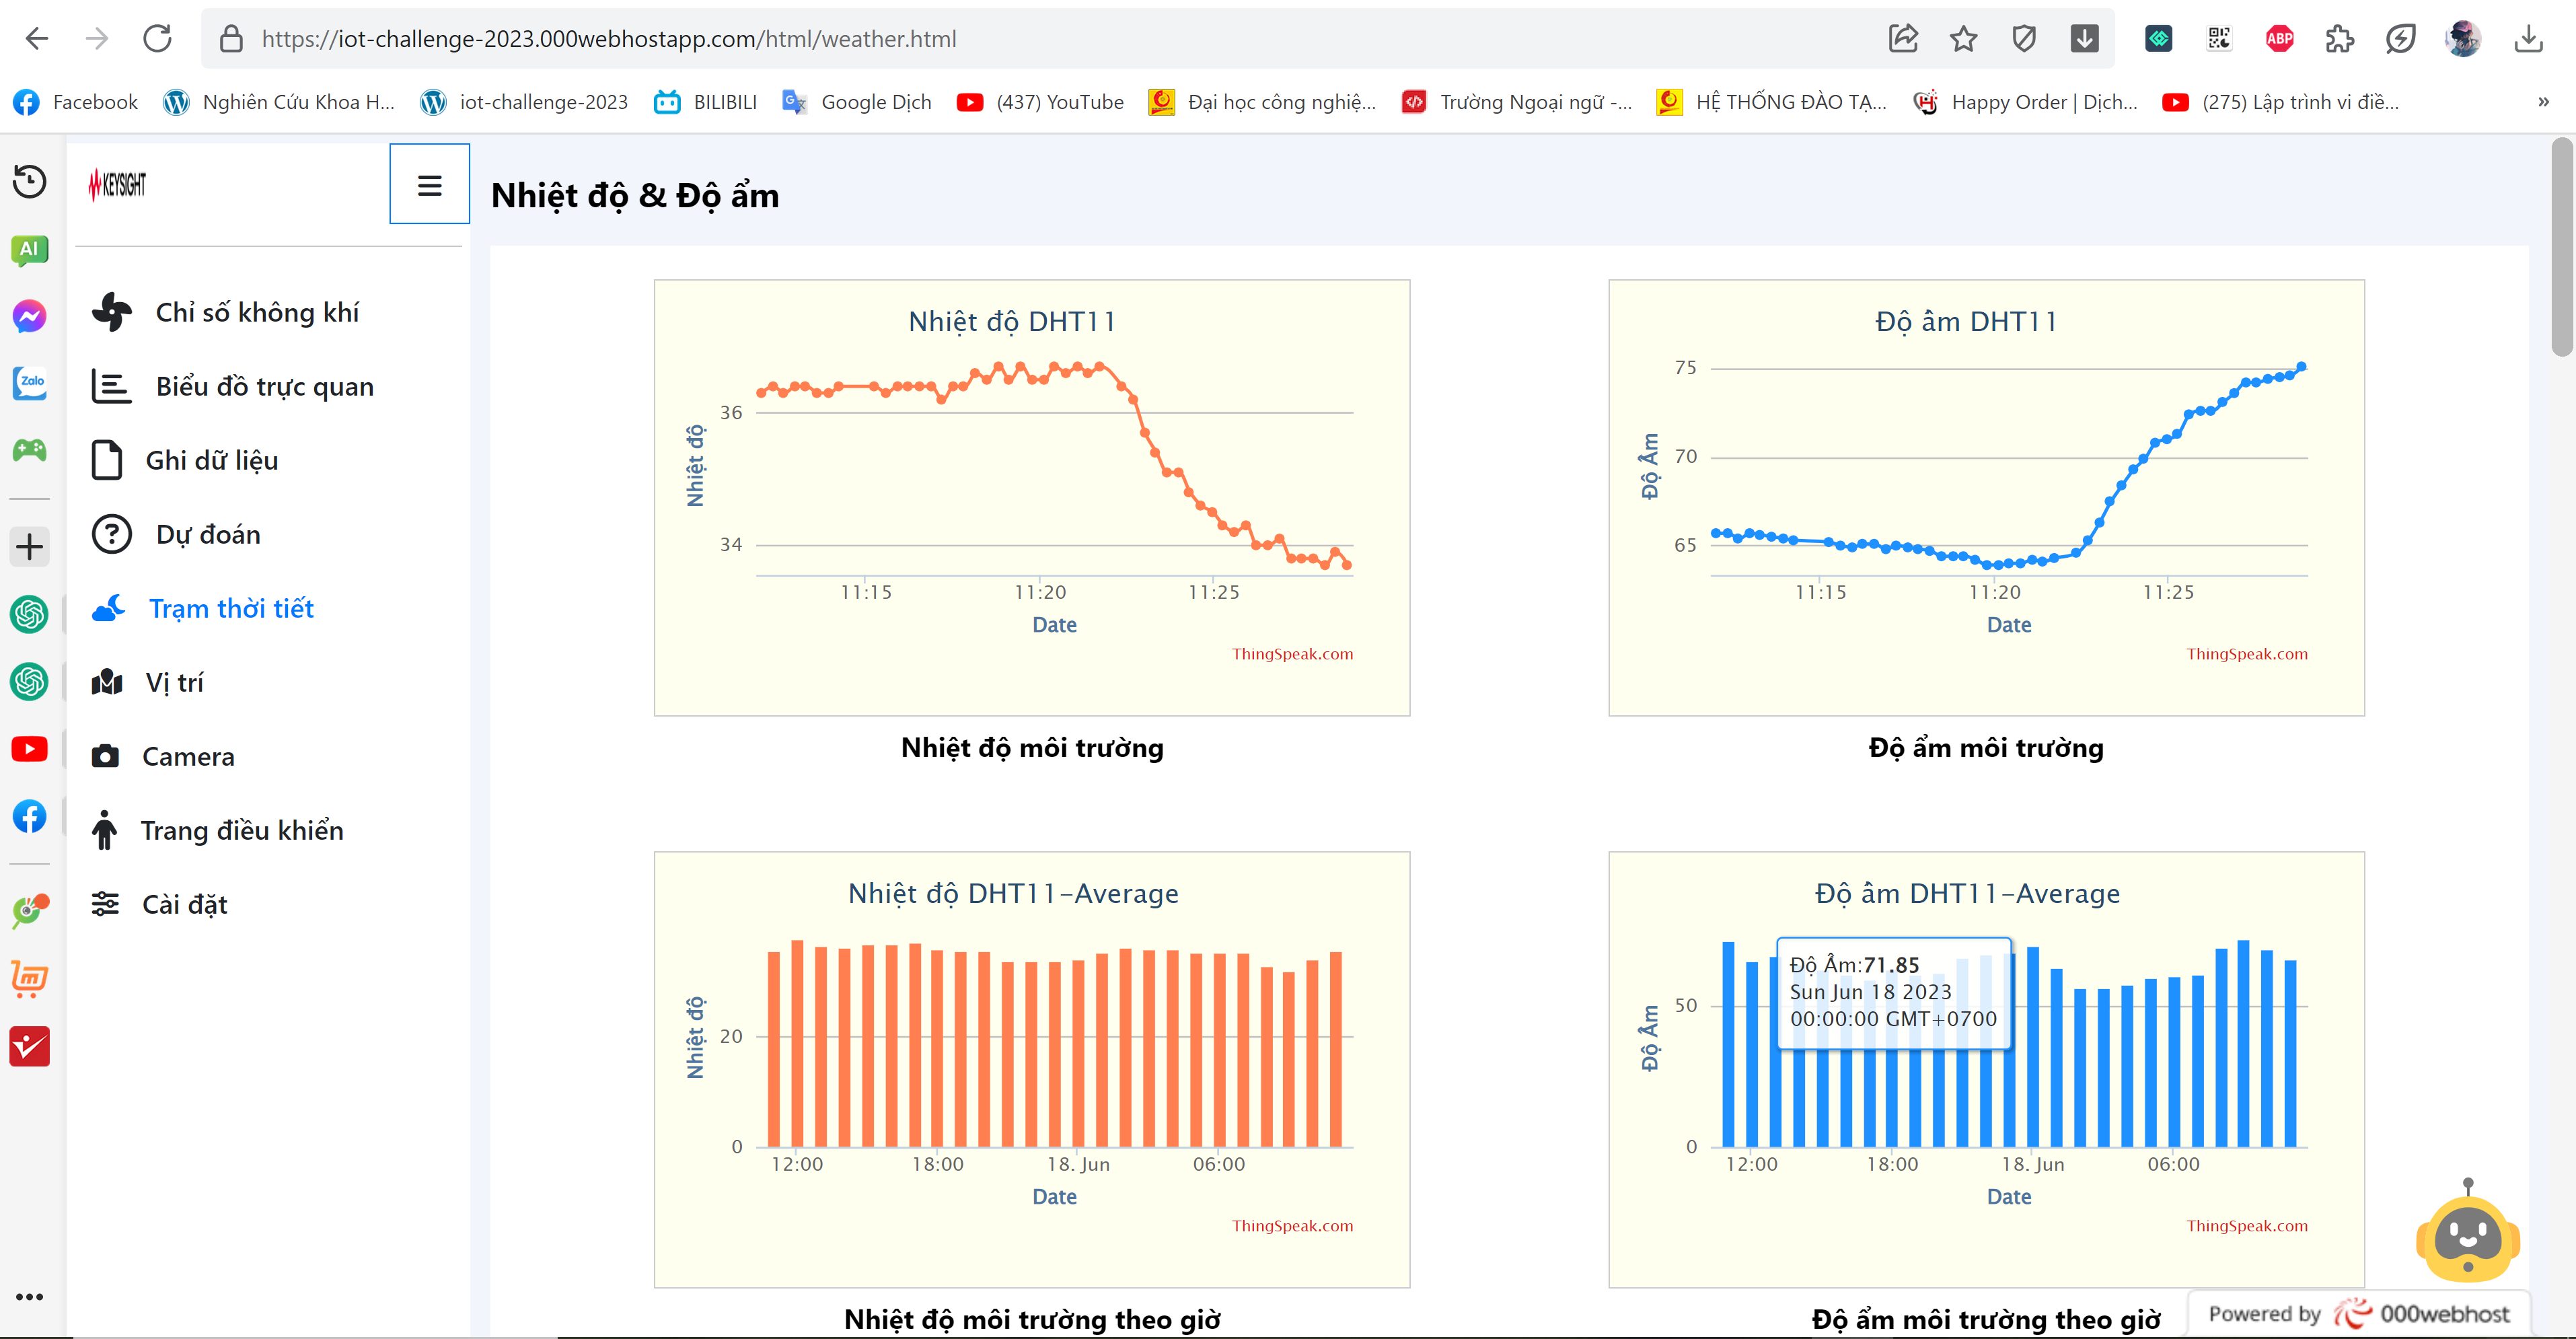 https://iot-challenge-2023.000webhostapp.com/html/weather.html
ABP
Facebook
Nghiên Cứu Khoa H...
iot-challenge-2023
BILIBILI
Google Dịch
(437) YouTube
Đại học công nghiệ...
Trường Ngoại ngữ -...
HỆ THỐNG ĐÀO TẠ...
Happy Order | Dịch...
(275) Lập trình vi điề...
»
AI
Zalo
KEYSIGHT
Chỉ số không khí
Biểu đồ trực quan
Ghi dữ liệu
Dự đoán
Trạm thời tiết
Vị trí
Camera
Trang điều khiển
Cài đặt
Nhiệt độ & Độ ẩm
Nhiệt độ DHT11
Nhiệt độ
36
34
11:15
11:20
11:25
Date
ThingSpeak.com
Nhiệt độ môi trường
Độ ẩm DHT11
Độ Ẩm
75
70
65
11:15
11:20
11:25
Date
ThingSpeak.com
Độ ẩm môi trường
Nhiệt độ DHT11-Average
Nhiệt độ
20
0
12:00
18:00
18. Jun
06:00
Date
ThingSpeak.com
Nhiệt độ môi trường theo giờ
Độ ẩm DHT11-Average
Độ Ẩm
50
0
Độ Ẩm:71.85
Sun Jun 18 2023
00:00:00 GMT+0700
12:00
18:00
18. Jun
06:00
Date
ThingSpeak.com
Độ ẩm môi trường theo giờ
Powered by 000webhost